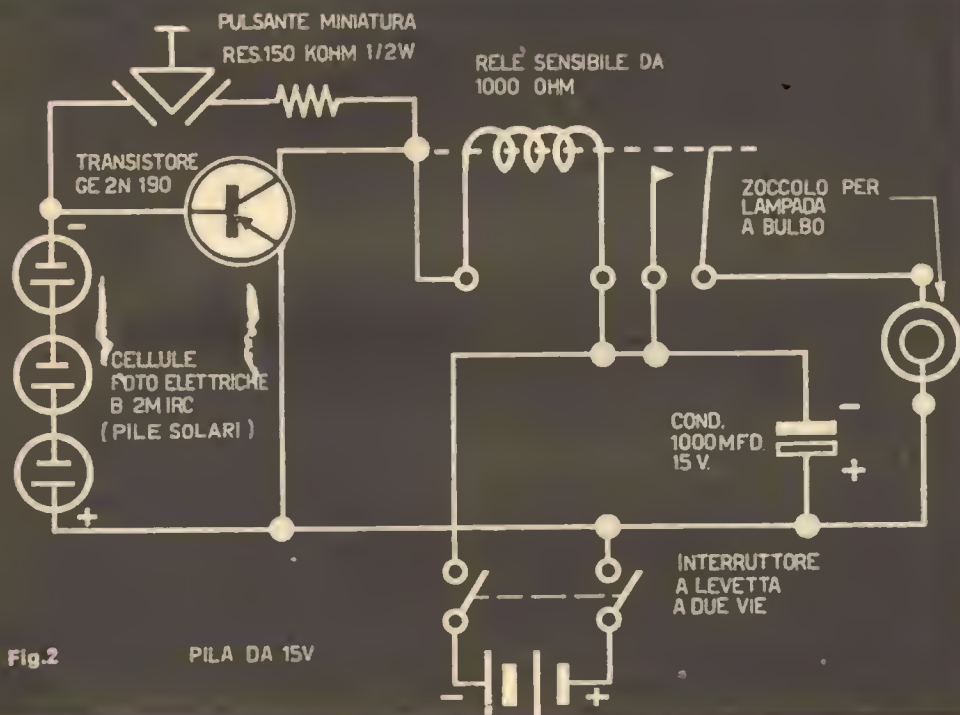 PULSANTE MINIATURA
RES.150 KOHM 1/2W
RELE' SENSIBILE DA
1000 OHM
TRANSISTORE
GE 2N 190
ZOCCOLO PER
LAMPADA
A BULBO
-
CELLULE
FOTO ELETTRICHE
B 2M IRC
(PILE SOLARI)
+
COND.
1000MFD.
15 V.
-
+
INTERRUTTORE
A LEVETTA
A DUE VIE
Fig.2
PILA DA 15V
-
+